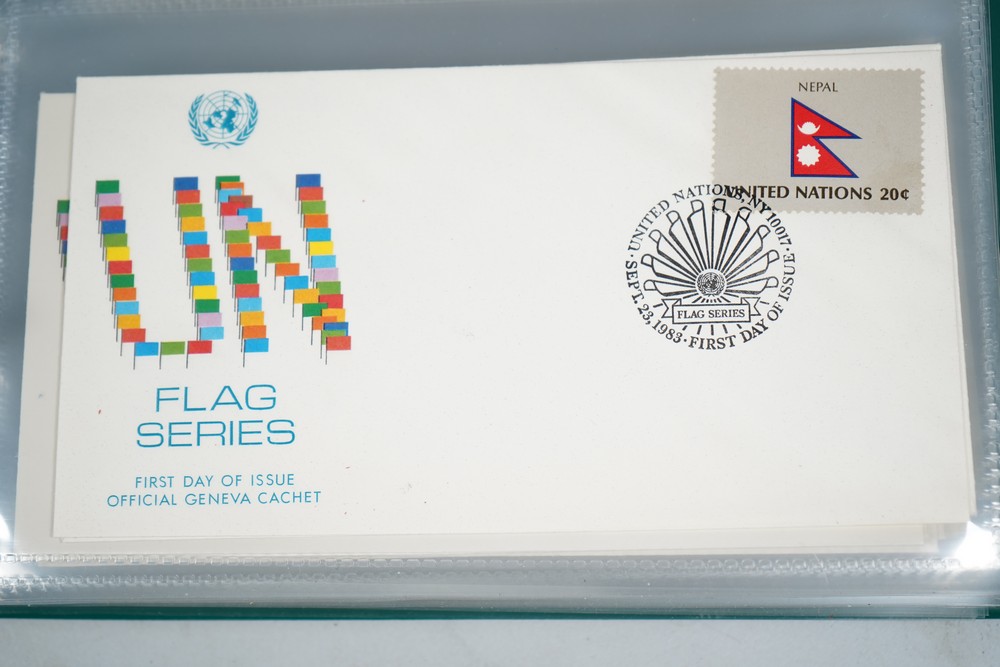 UN
FLAG
SERIES
FIRST DAY OF ISSUE
OFFICIAL GENEVA CACHET
NEPAL
UNITED NATIONS 20¢
UNITED NATIONS, NY 10017
FLAG SERIES
SEPT. 23, 1983 · FIRST DAY OF ISSUE ·